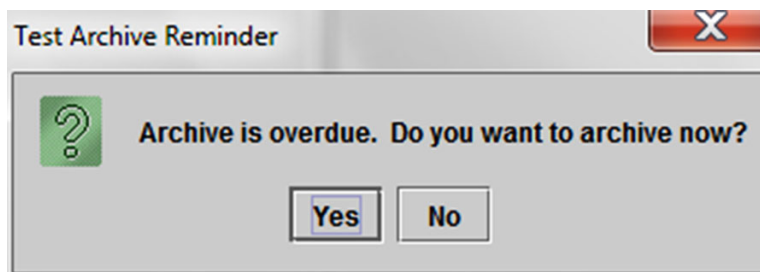 Test Archive Reminder
Archive is overdue. Do you want to archive now?
Yes No